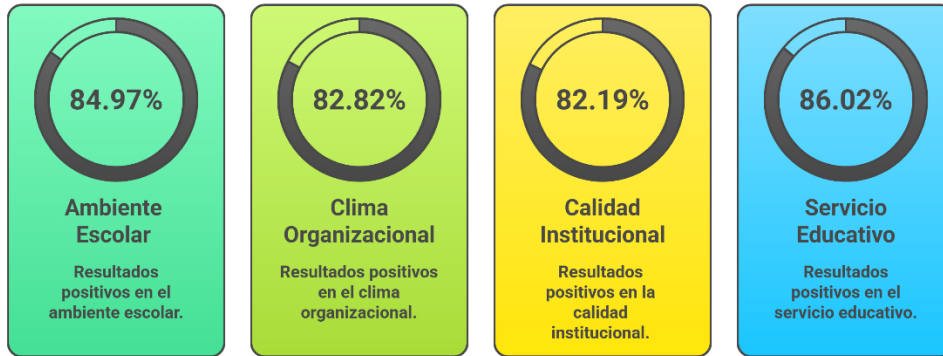 84.97%
Ambiente
Escolar
Resultados
positivos en el
ambiente escolar.
82.82%
Clima
Organizacional
Resultados positivos
en el clima
organizacional.
82.19%
Calidad
Institucional
Resultados
positivos en la
calidad
institucional.
86.02%
Servicio
Educativo
Resultados
positivos en el
servicio educativo.